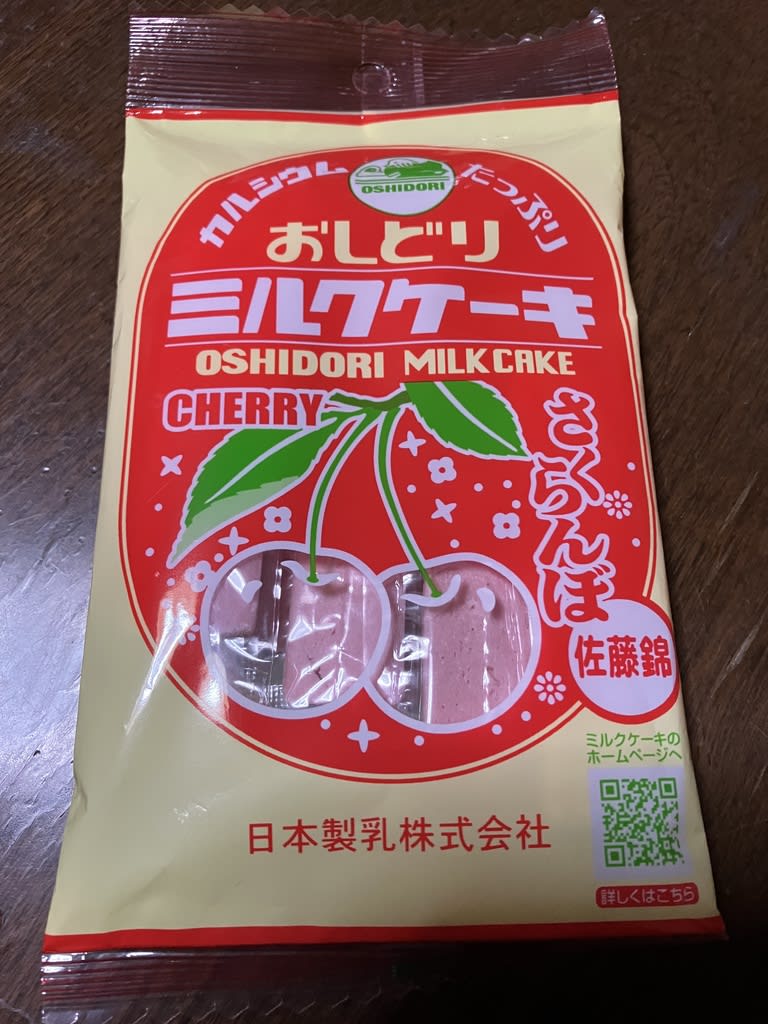 カルシウム
OSHIDORI
たっぷり
おしどり
ミルクケーキ
OSHIDORI MILK CAKE
CHERRY
さくらんぼ
佐藤錦
ミルクケーキの
ホームページへ
詳しくはこちら
日本製乳株式会社